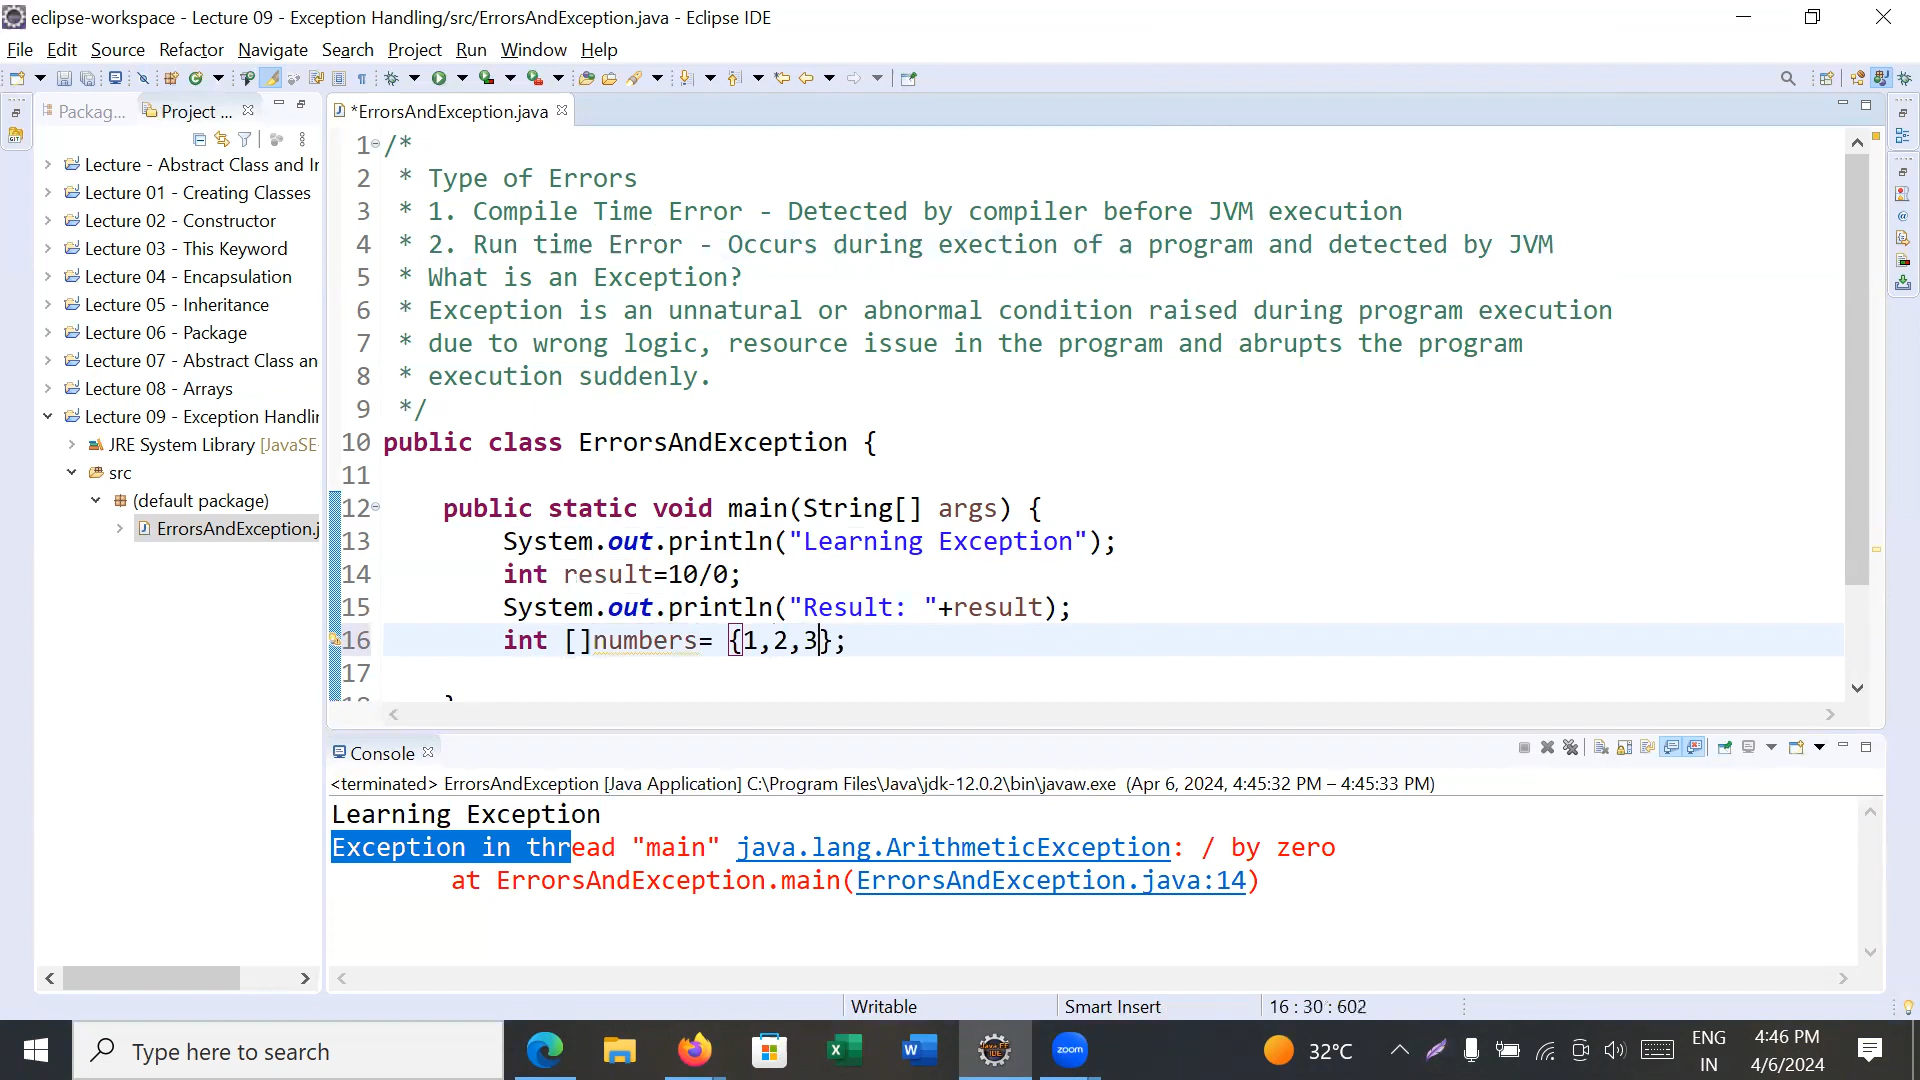 eclipse-workspace - Lecture 09 - Exception Handling/src/ErrorsAndException.java - Eclipse IDE
File Edit Source Refactor Navigate Search Project Run Window Help
Packag... Project ... *ErrorsAndException.java
Lecture - Abstract Class and Ir
Lecture 01 - Creating Classes
Lecture 02 - Constructor
Lecture 03 - This Keyword
Lecture 04 - Encapsulation
Lecture 05 - Inheritance
Lecture 06 - Package
Lecture 07 - Abstract Class an
Lecture 08 - Arrays
Lecture 09 - Exception Handlir
JRE System Library [JavaSE
src
(default package)
ErrorsAndException.j
1 /*
2 * Type of Errors
3 * 1. Compile Time Error - Detected by compiler before JVM execution
4 * 2. Run time Error - Occurs during exection of a program and detected by JVM
5 * What is an Exception?
6 * Exception is an unnatural or abnormal condition raised during program execution
7 * due to wrong logic, resource issue in the program and abrupts the program
8 * execution suddenly.
9 */
10 public class ErrorsAndException {
11
12 public static void main(String[] args) {
13 System.out.println("Learning Exception");
14 int result=10/0;
15 System.out.println("Result: "+result);
16 int []numbers= {1,2,3};
17
Console
<terminated> ErrorsAndException [Java Application] C:\Program Files\Java\jdk-12.0.2\bin\javaw.exe (Apr 6, 2024, 4:45:32 PM – 4:45:33 PM)
Learning Exception
Exception in thread "main" java.lang.ArithmeticException: / by zero
at ErrorsAndException.main(ErrorsAndException.java:14)
Writable Smart Insert 16 : 30 : 602
Type here to search
zoom
32°C
ENG
IN
4:46 PM
4/6/2024